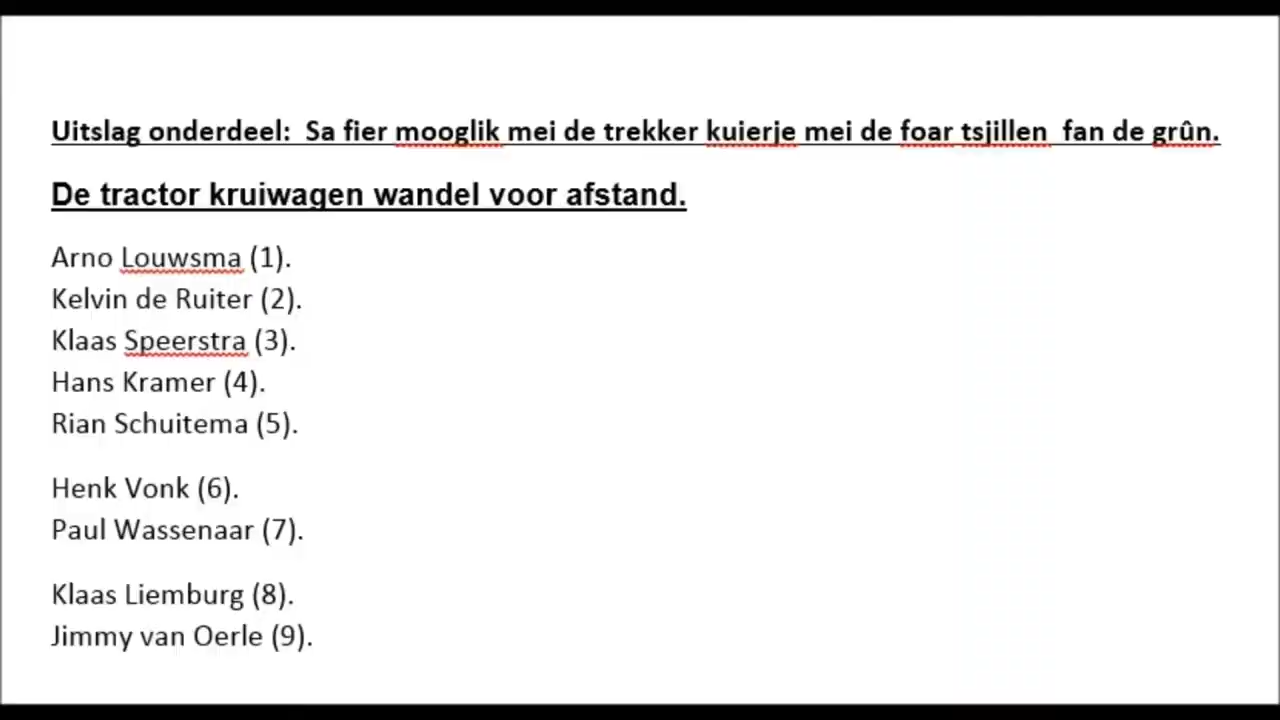 Uitslag onderdeel:  Sa fier mooglik mei de trekker kuierje mei de foar tsjillen  fan de grûn.
De tractor kruiwagen wandel voor afstand.
Arno Louwsma (1).
Kelvin de Ruiter (2).
Klaas Speerstra (3).
Hans Kramer (4).
Rian Schuitema (5).
Henk Vonk (6).
Paul Wassenaar (7).
Klaas Liemburg (8).
Jimmy van Oerle (9).